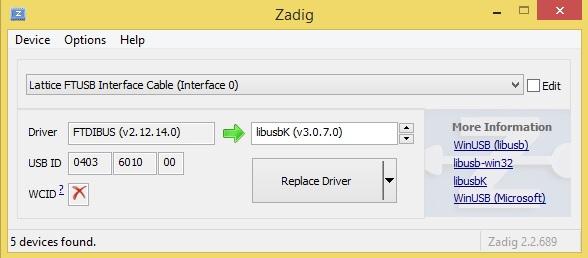 Zadig
Device Options Help
Lattice FTUSB Interface Cable (Interface 0)
Edit
Driver FTDIBUS (v2.12.14.0) libusbK (v3.0.7.0)
USB ID 0403 6010 00
WCID ?
Replace Driver
More Information
WinUSB (libusb)
libusb-win32
libusbK
WinUSB (Microsoft)
5 devices found.
Zadig 2.2.689